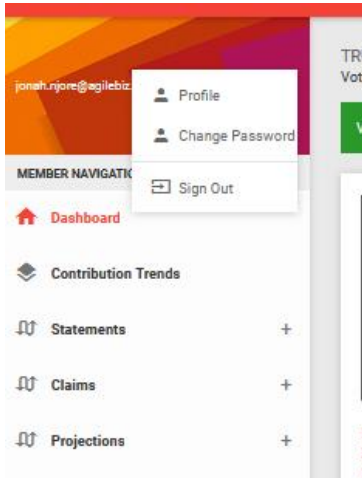 jonah.njore@agilebiz.
Profile
Change Password
Sign Out
TR
Vot
V
MEMBER NAVIGATIO
Dashboard
Contribution Trends
Statements +
Claims +
Projections +